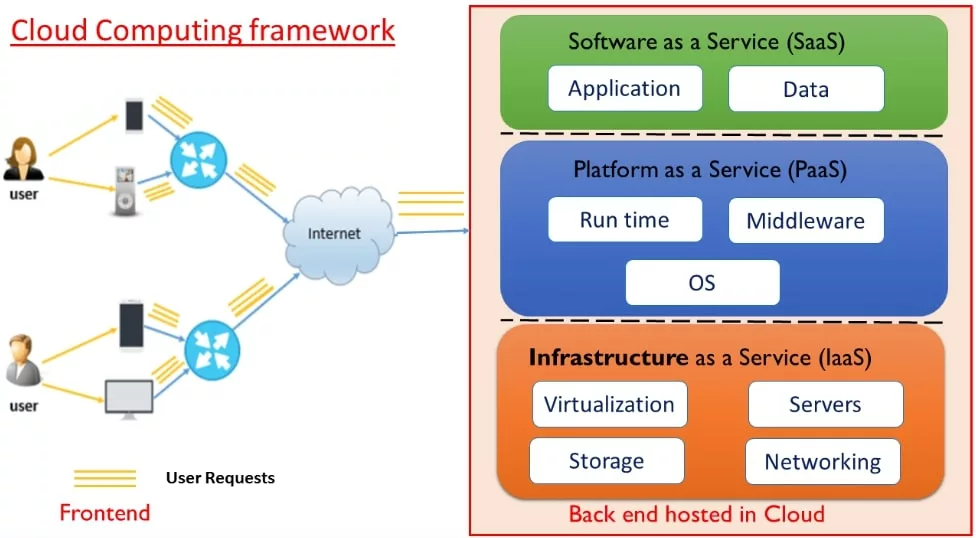 Cloud Computing framework
user
user
Internet
User Requests
Frontend
Software as a Service (SaaS)
Application
Data
Platform as a Service (PaaS)
Run time
Middleware
OS
Infrastructure as a Service (IaaS)
Virtualization
Servers
Storage
Networking
Back end hosted in Cloud